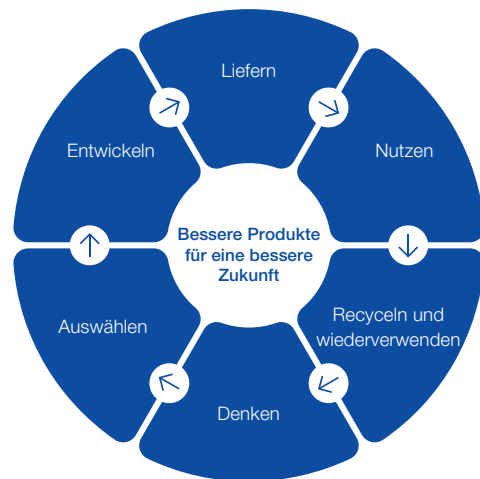 Liefern
Entwickeln
Nutzen
Bessere Produkte
für eine bessere
Zukunft
Auswählen
Recyceln und
wiederverwenden
Denken